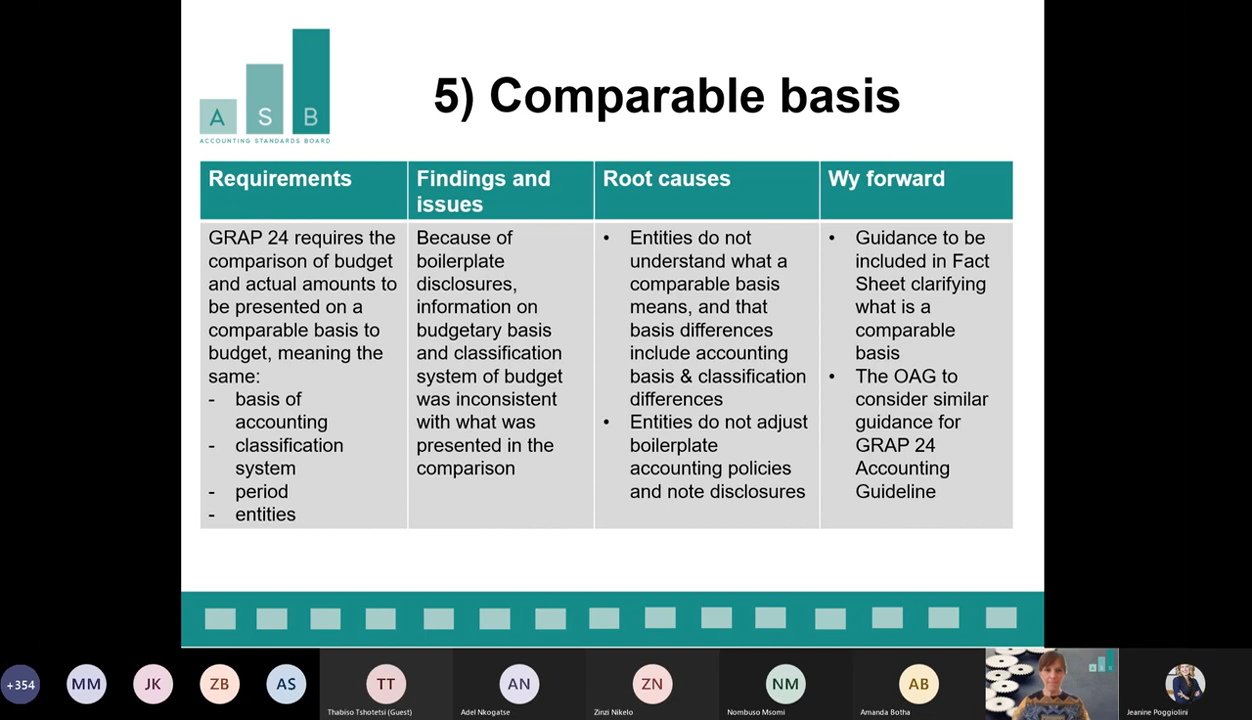 5) Comparable basis
A S B
ACCOUNTING STANDARDS BOARD
Requirements
Findings and
issues
Root causes
Wy forward
GRAP 24 requires the
comparison of budget
and actual amounts to
be presented on a
comparable basis to
budget, meaning the
same:
- basis of
accounting
- classification
system
- period
- entities
Because of
boilerplate
disclosures,
information on
budgetary basis
and classification
system of budget
was inconsistent
with what was
presented in the
comparison
• Entities do not
understand what a
comparable basis
means, and that
basis differences
include accounting
basis & classification
differences
• Entities do not adjust
boilerplate
accounting policies
and note disclosures
• Guidance to be
included in Fact
Sheet clarifying
what is a
comparable
basis
• The OAG to
consider similar
guidance for
GRAP 24
Accounting
Guideline
+354
MM
JK
ZB
AS
TT
Thabiso Tshotetsi (Guest)
AN
Adel Nkogatse
ZN
Zinzi Nikelo
NM
Nombuso Msomi
AB
Amanda Botha
Jeanine Poggiolini